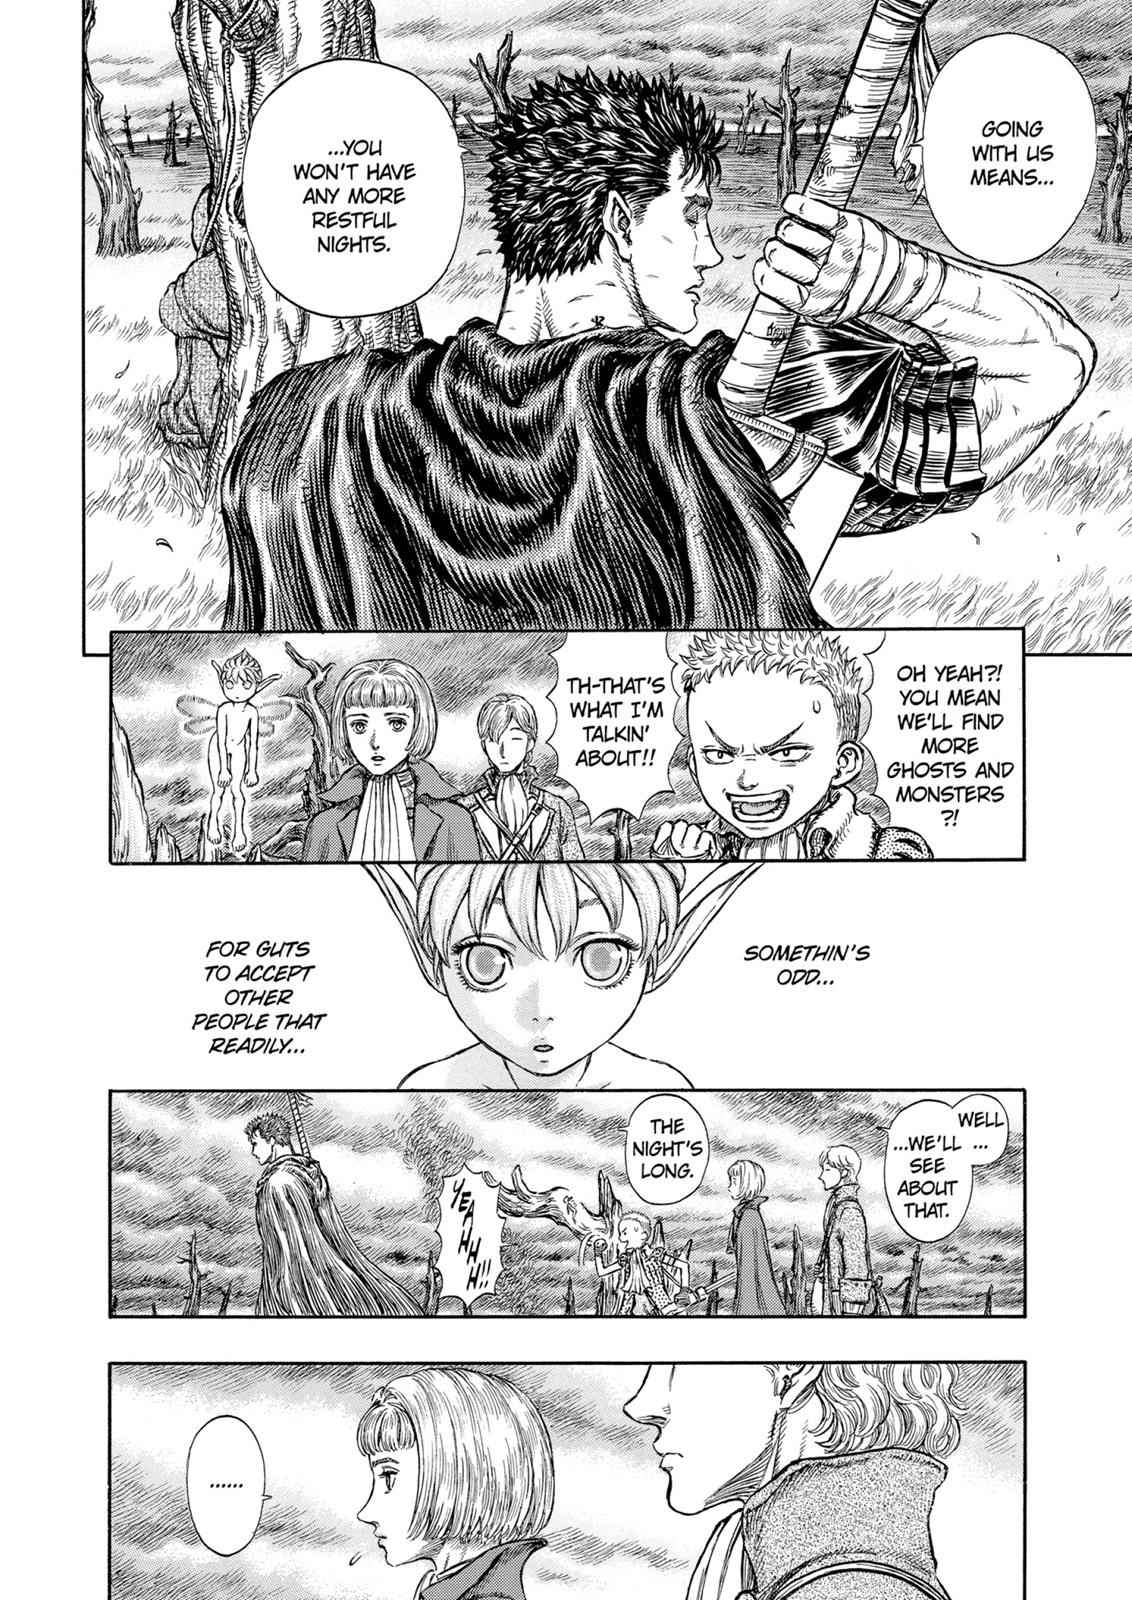 GOING
WITH US
MEANS...
...YOU
WON'T HAVE
ANY MORE
RESTFUL
NIGHTS.
OH YEAH?!
YOU MEAN
WE'LL FIND
MORE
GHOSTS AND
MONSTERS
?!
TH-THAT'S
WHAT I'M
TALKIN'
ABOUT!!
SOMETHIN'S
ODD...
FOR GUTS
TO ACCEPT
OTHER
PEOPLE THAT
READILY...
WELL
...
...WE'LL
SEE
ABOUT
THAT.
THE
NIGHT'S
LONG.
YEAHHHH!!
......